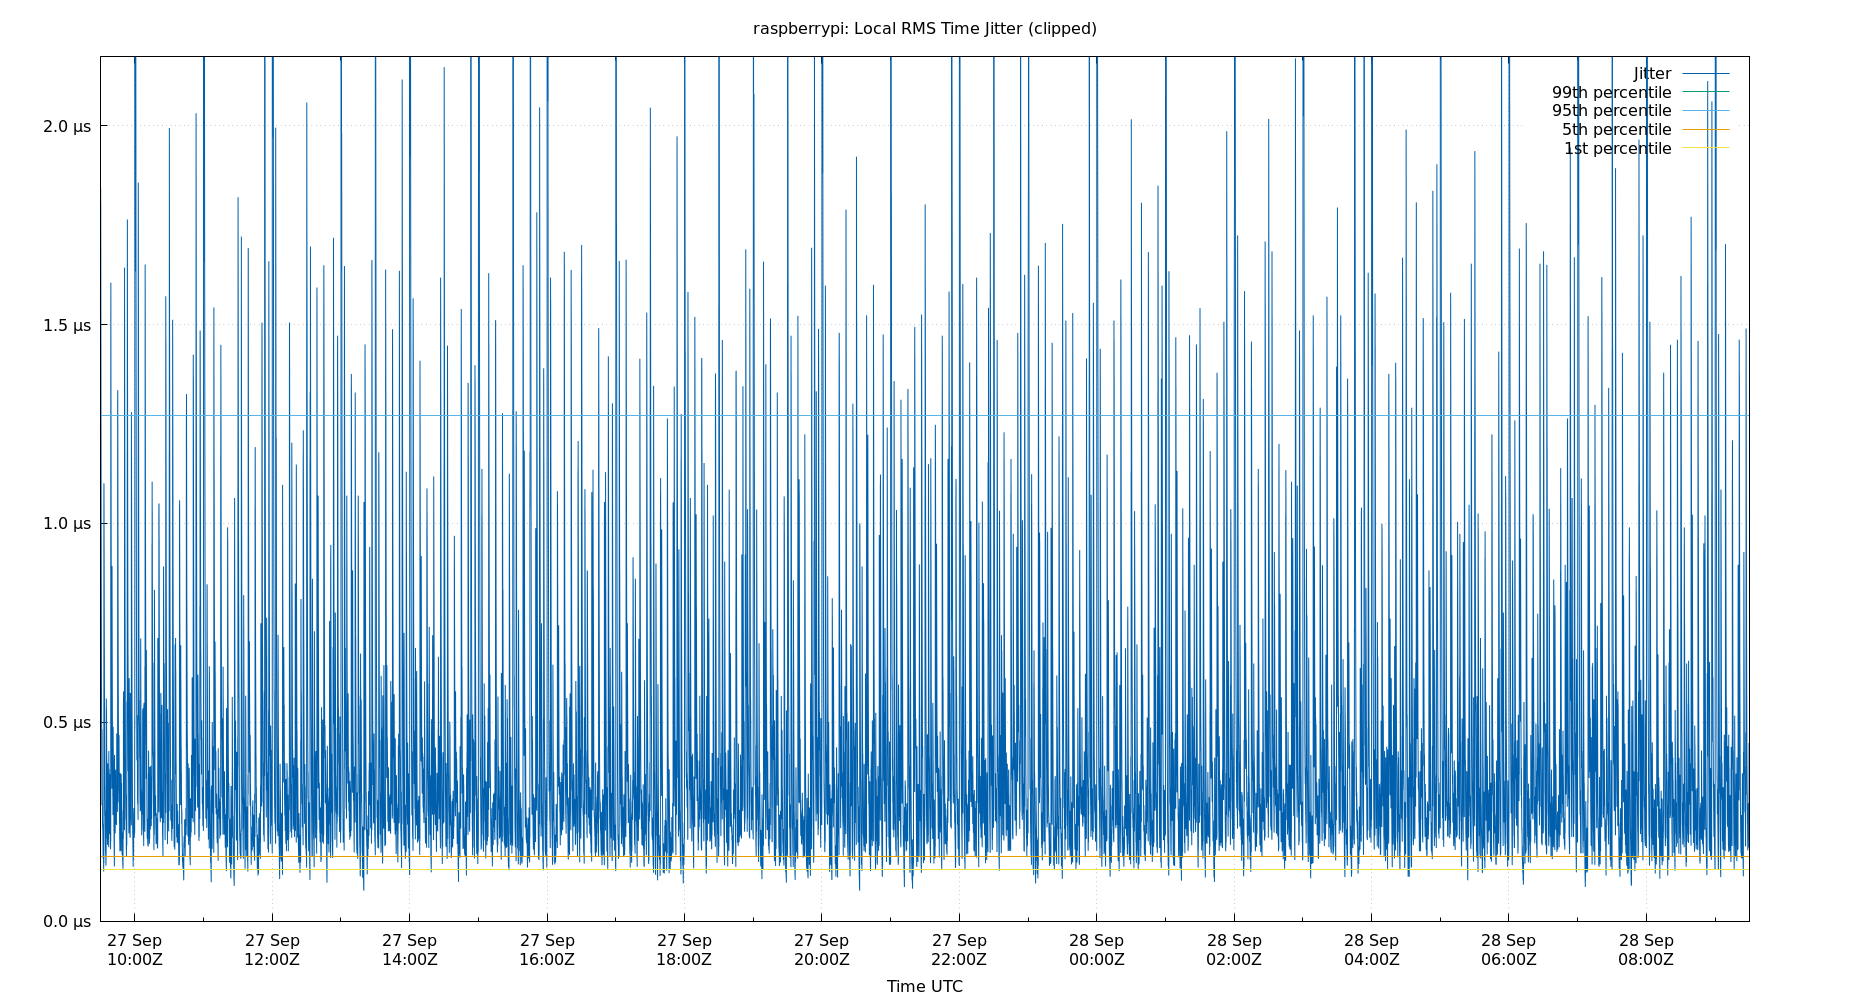 raspberrypi: Local RMS Time Jitter (clipped)
Jitter
99th percentile
95th percentile
5th percentile
1st percentile
2.0 µs
1.5 µs
1.0 µs
0.5 µs
0.0 µs
27 Sep 27 Sep 27 Sep 27 Sep 27 Sep 27 Sep 27 Sep 28 Sep 28 Sep 28 Sep 28 Sep 28 Sep
10:00Z 12:00Z 14:00Z 16:00Z 18:00Z 20:00Z 22:00Z 00:00Z 02:00Z 04:00Z 06:00Z 08:00Z
Time UTC